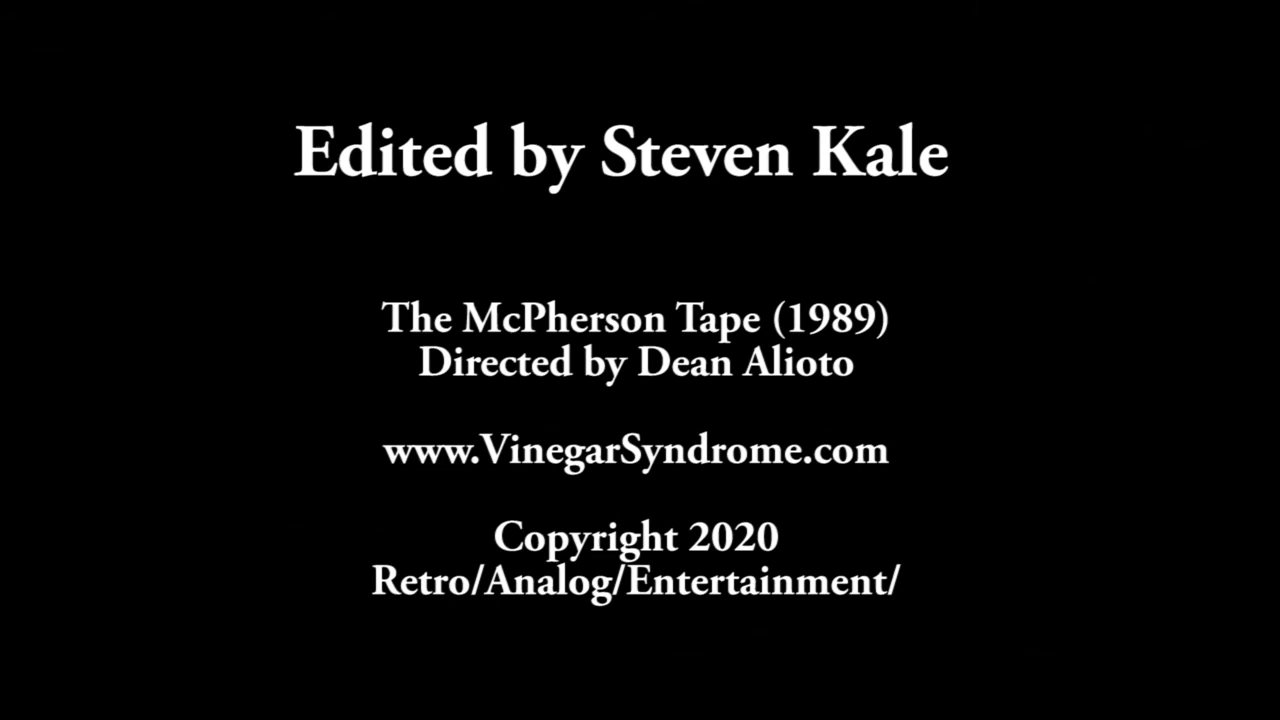 Edited by Steven Kale
The McPherson Tape (1989)
Directed by Dean Alioto
www.VinegarSyndrome.com
Copyright 2020
Retro/Analog/Entertainment/